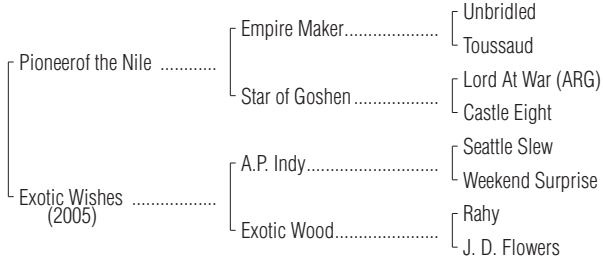 Unbridled
Empire Maker....................
Toussaud
Pioneerof the Nile ............
Lord At War (ARG)
Star of Goshen ..................
Castle Eight
Seattle Slew
A.P. Indy............................
Weekend Surprise
Exotic Wishes ..................
(2005)
Rahy
Exotic Wood......................
J. D. Flowers